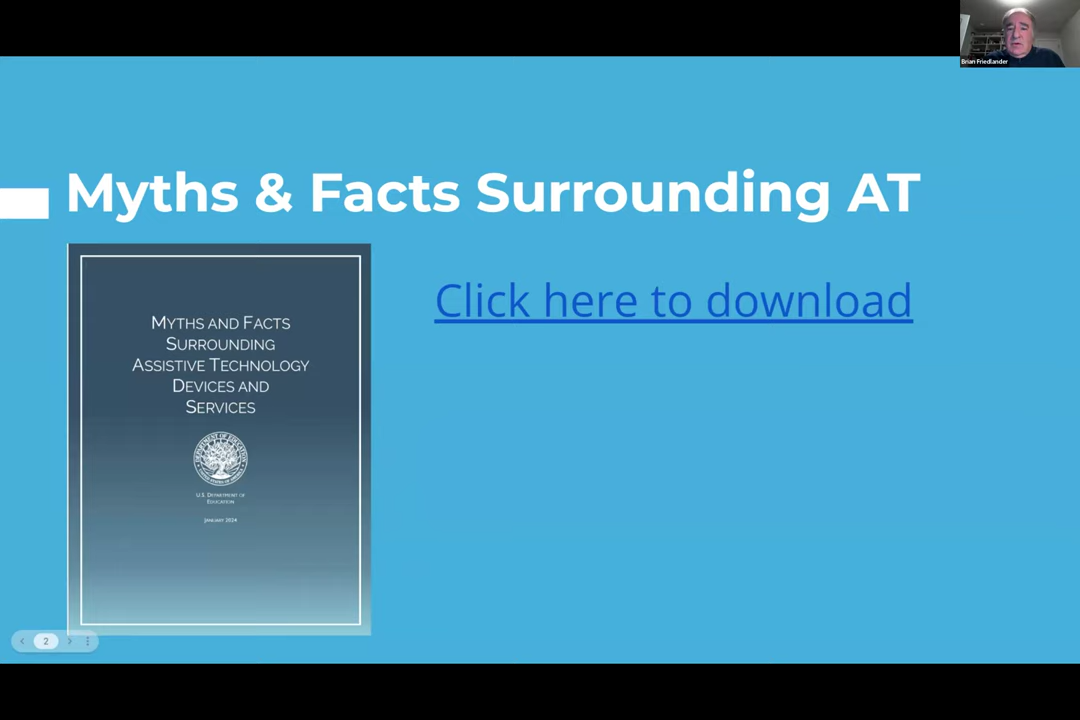 Brian Friedlander
Myths & Facts Surrounding AT
Click here to download
MYTHS AND FACTS
SURROUNDING
ASSISTIVE TECHNOLOGY
DEVICES AND
SERVICES
U.S. DEPARTMENT OF
EDUCATION
JANUARY 2024
2